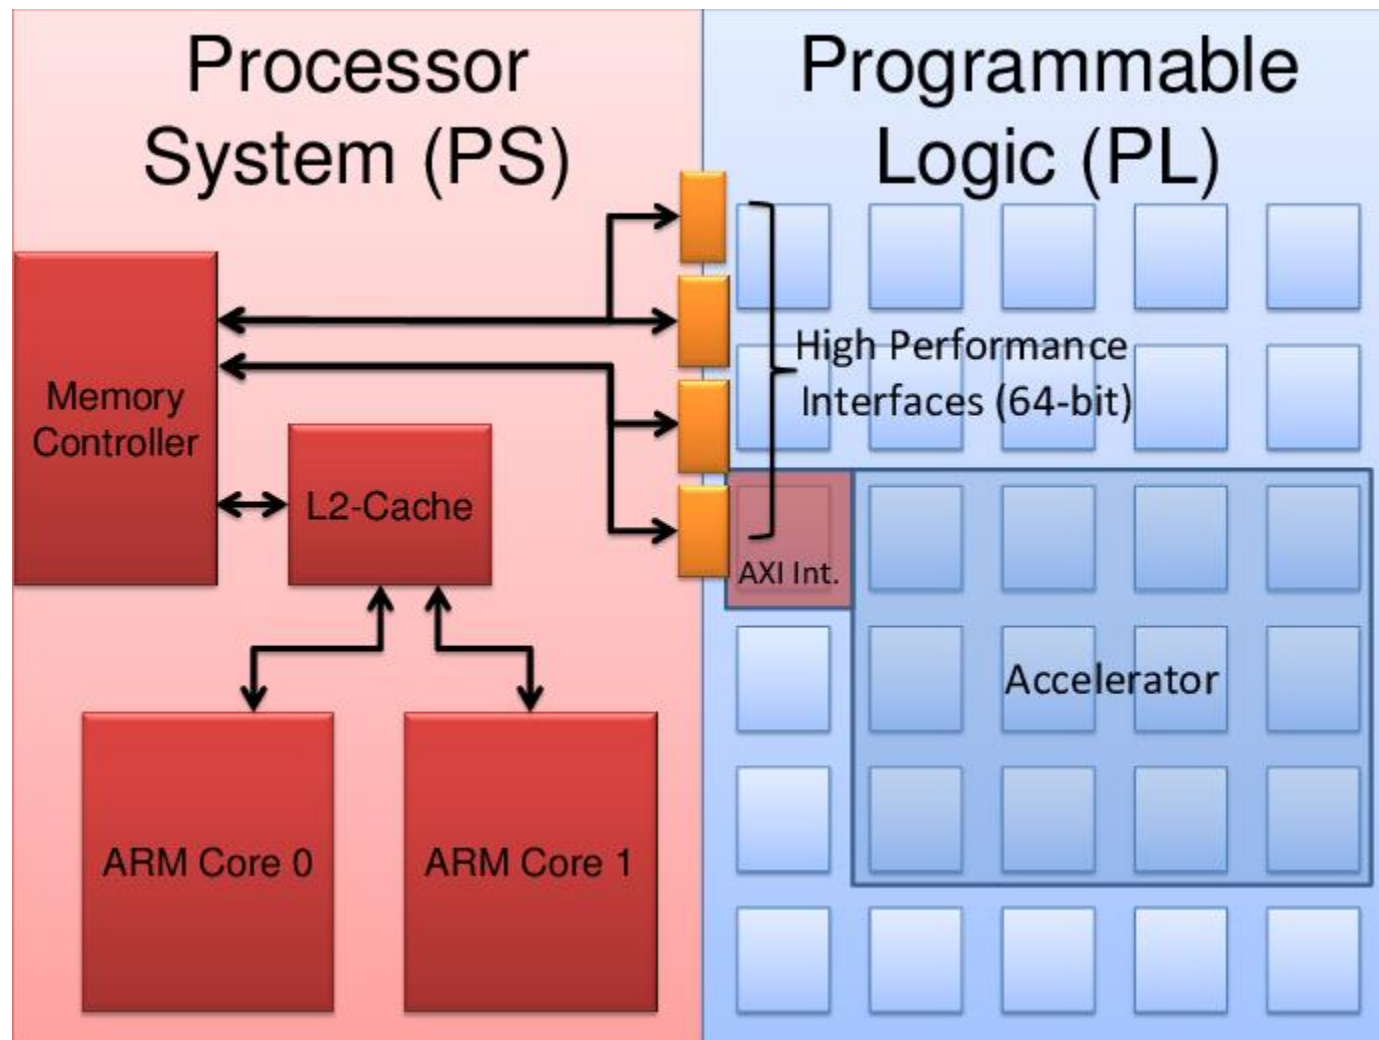 Processor
System (PS)
Programmable
Logic (PL)
High Performance
Interfaces (64-bit)
Memory
Controller
L2-Cache
AXI Int.
Accelerator
ARM Core 0
ARM Core 1